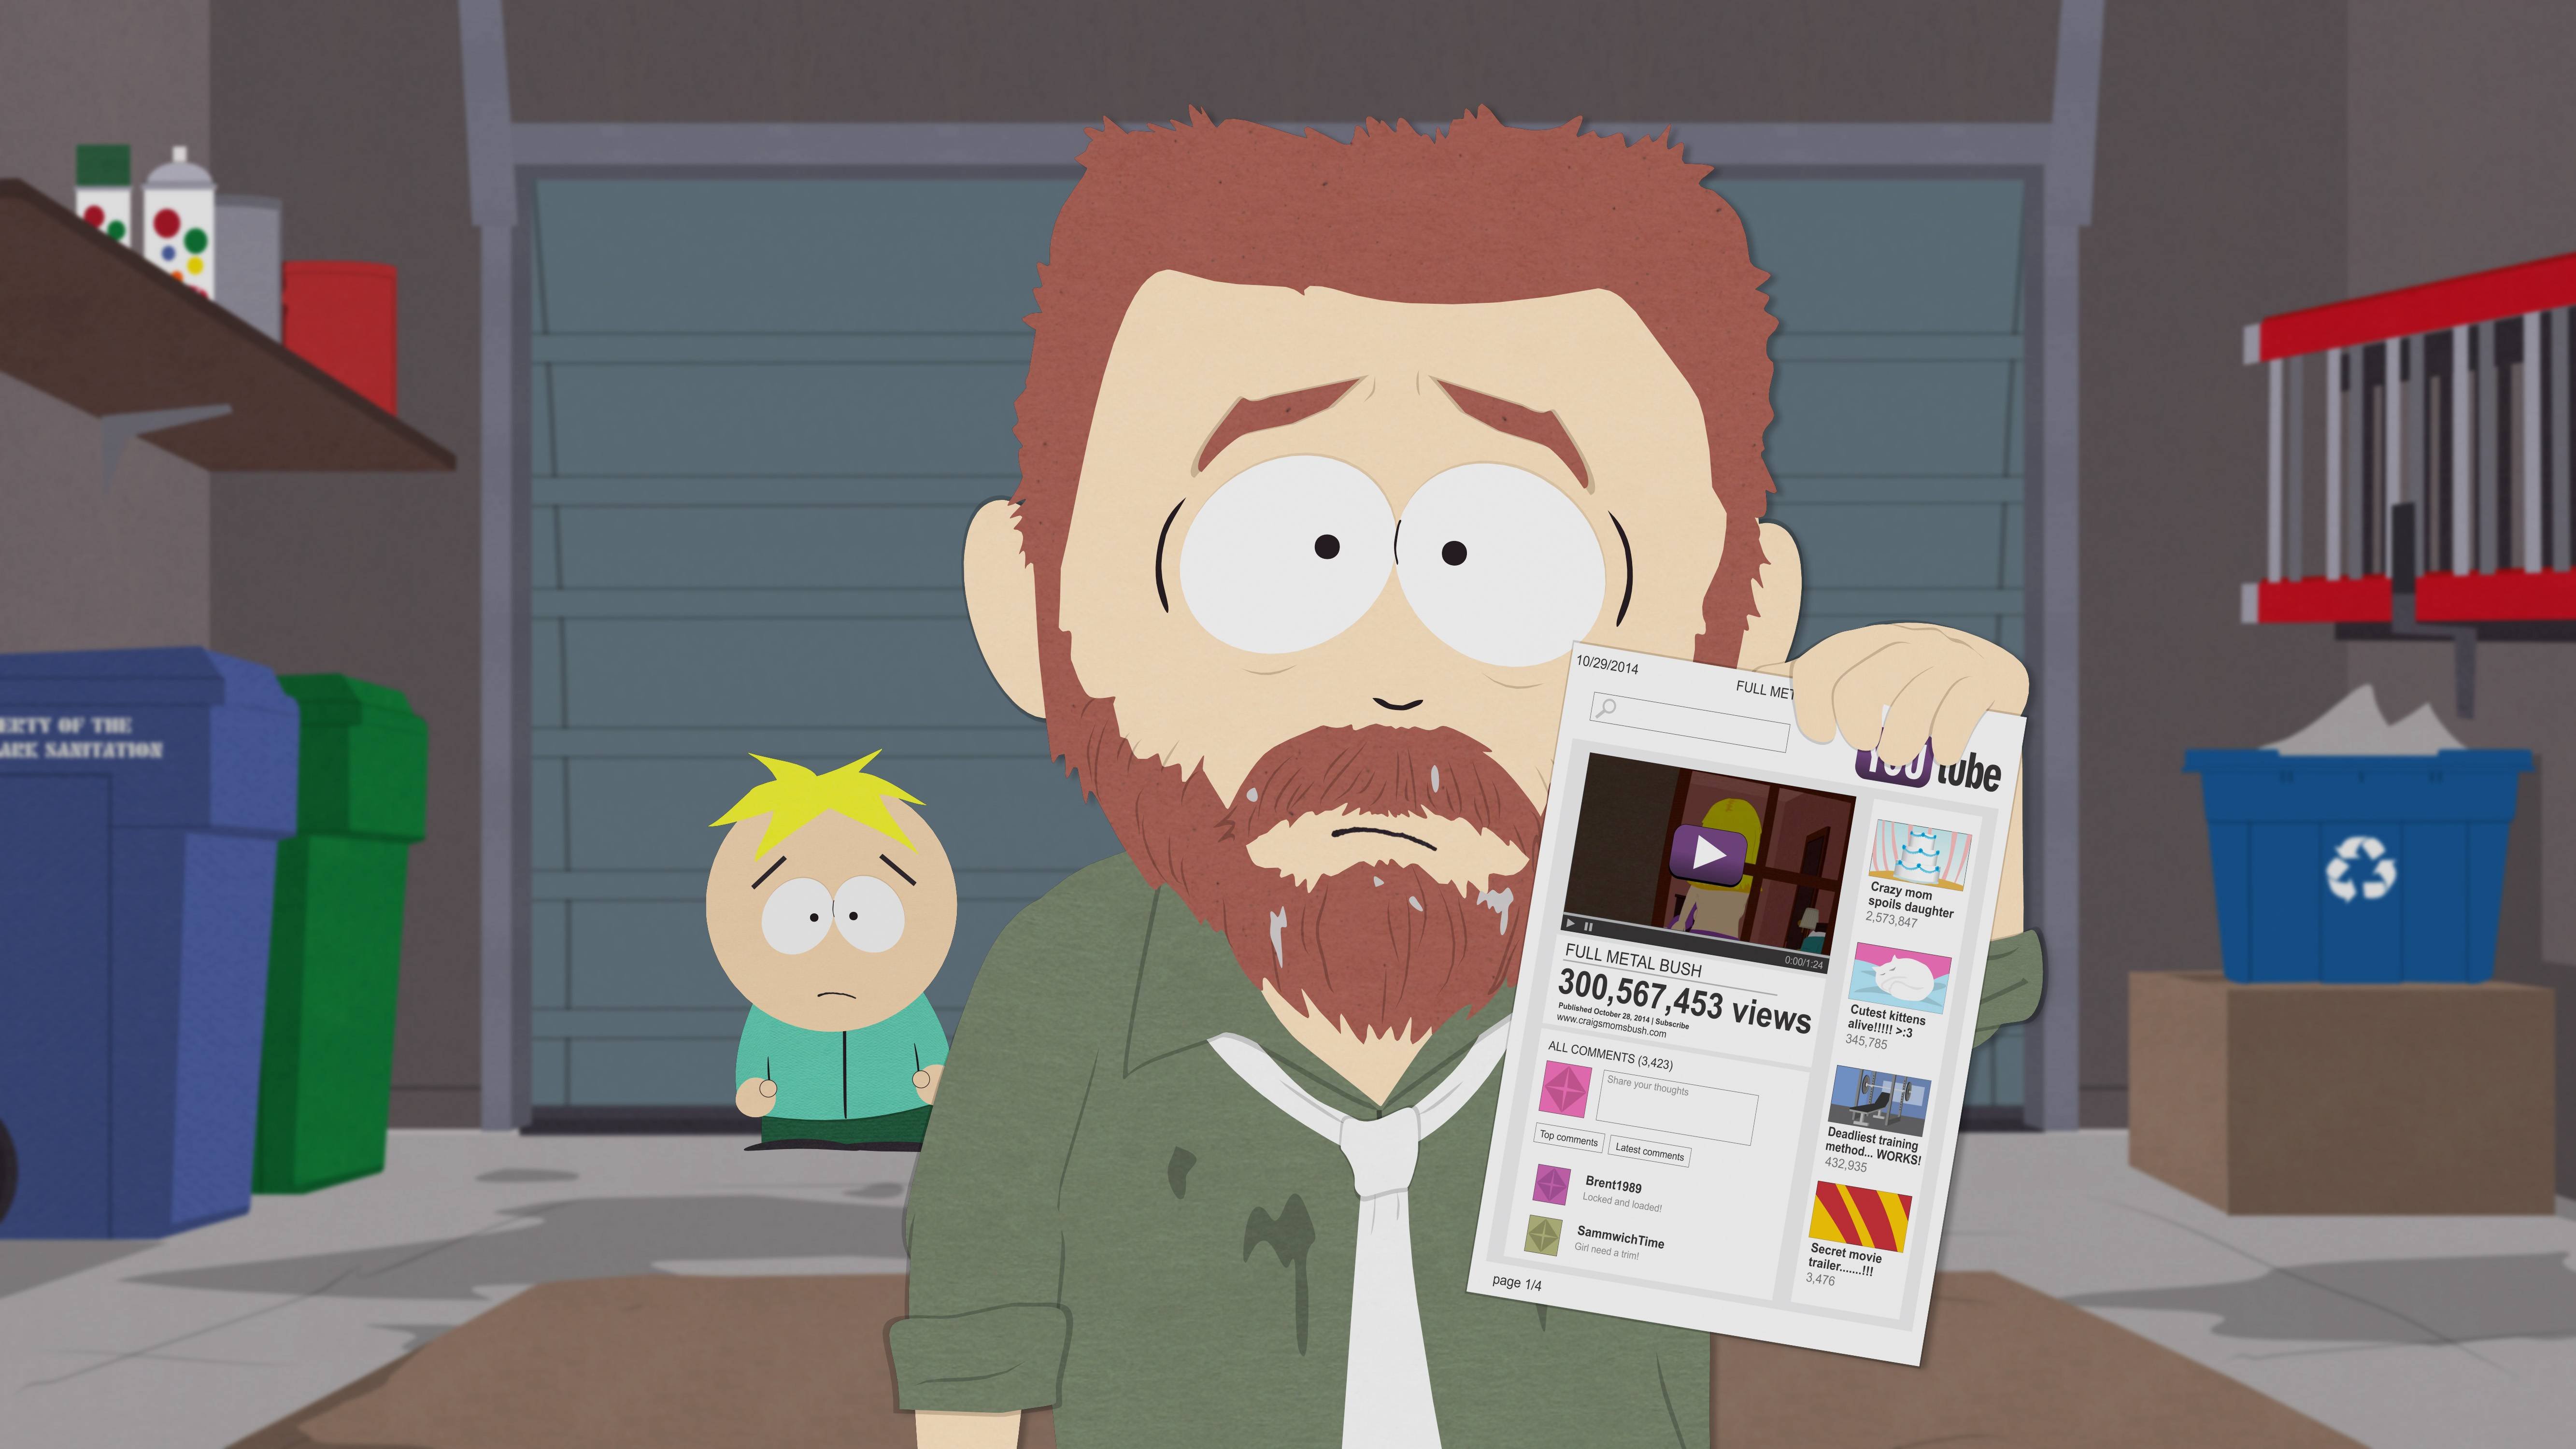 ERTY OF THE
ARK SANITATION
10/29/2014
FULL MET
YOU tube
0:00/1:24
FULL METAL BUSH
300,567,453 views
Published October 28, 2014 | Subscribe
www.craigsmomsbush.com
ALL COMMENTS (3,423)
Share your thoughts
Top comments
Latest comments
Brent1989
Locked and loaded!
SammwichTime
Girl need a trim!
page 1/4
Crazy mom
spoils daughter
2,573,847
Cutest kittens
alive!!!!! >:3
345,785
Deadliest training
method... WORKS!
432,935
Secret movie
trailer.......!!!
3,476